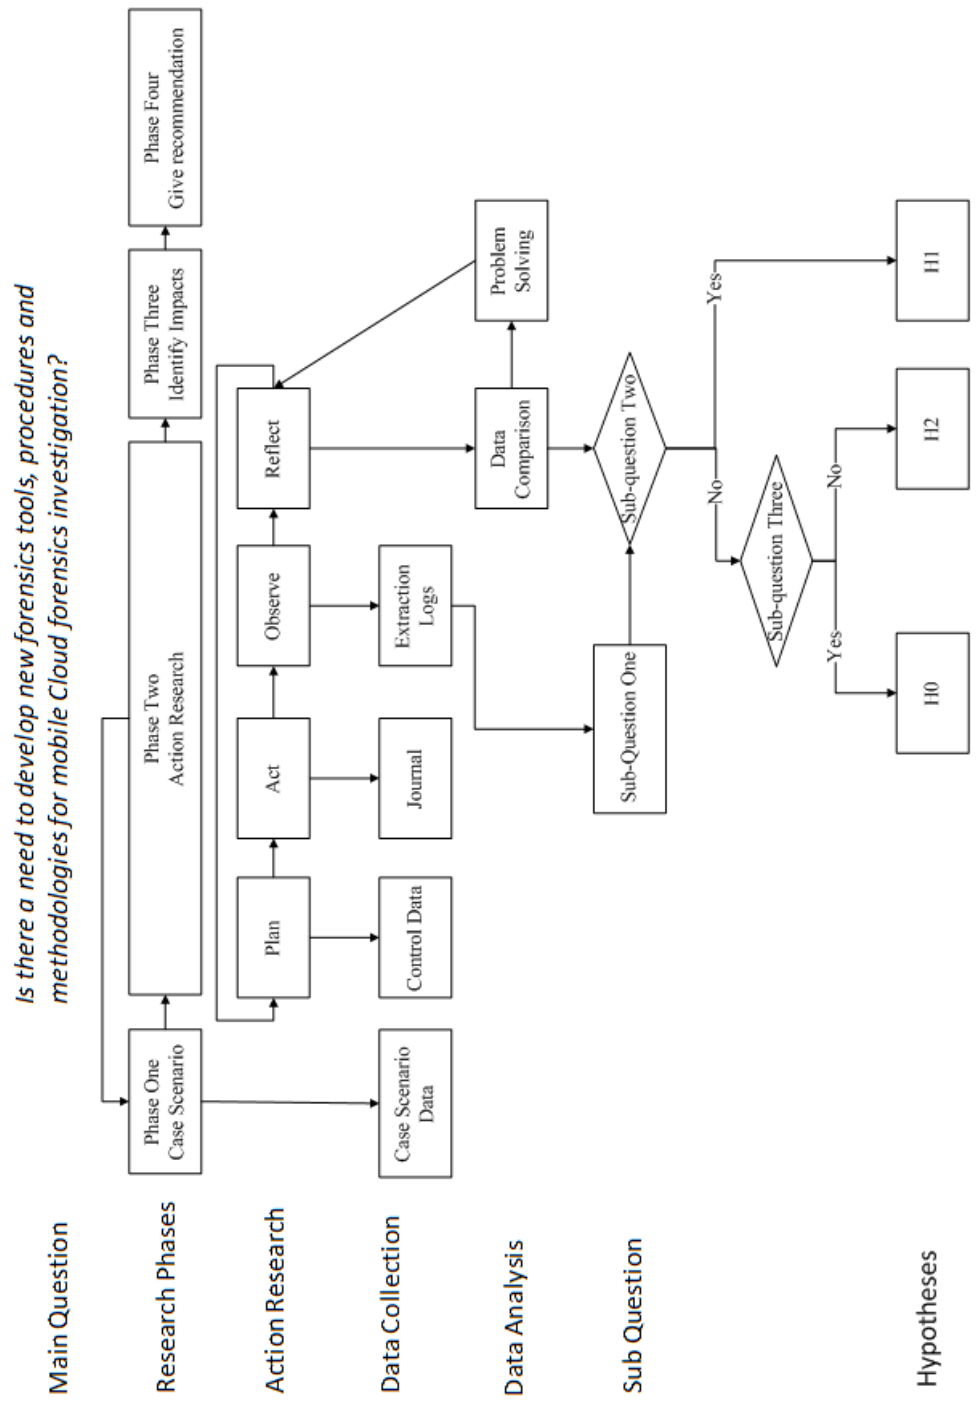 Main Question
Is there a need to develop new forensics tools, procedures and
methodologies for mobile Cloud forensics investigation?
Research Phases
Phase One
Case Scenario
Phase Two
Action Research
Phase Three
Identify Impacts
Phase Four
Give recommendation
Action Research
Plan
Act
Observe
Reflect
Data Collection
Case Scenario
Data
Control Data
Journal
Extraction
Logs
Data Analysis
Data
Comparison
Problem
Solving
Sub Question
Sub-Question One
Sub-question Two
No
Yes
Sub-question Three
Yes
No
Hypotheses
H0
H2
H1